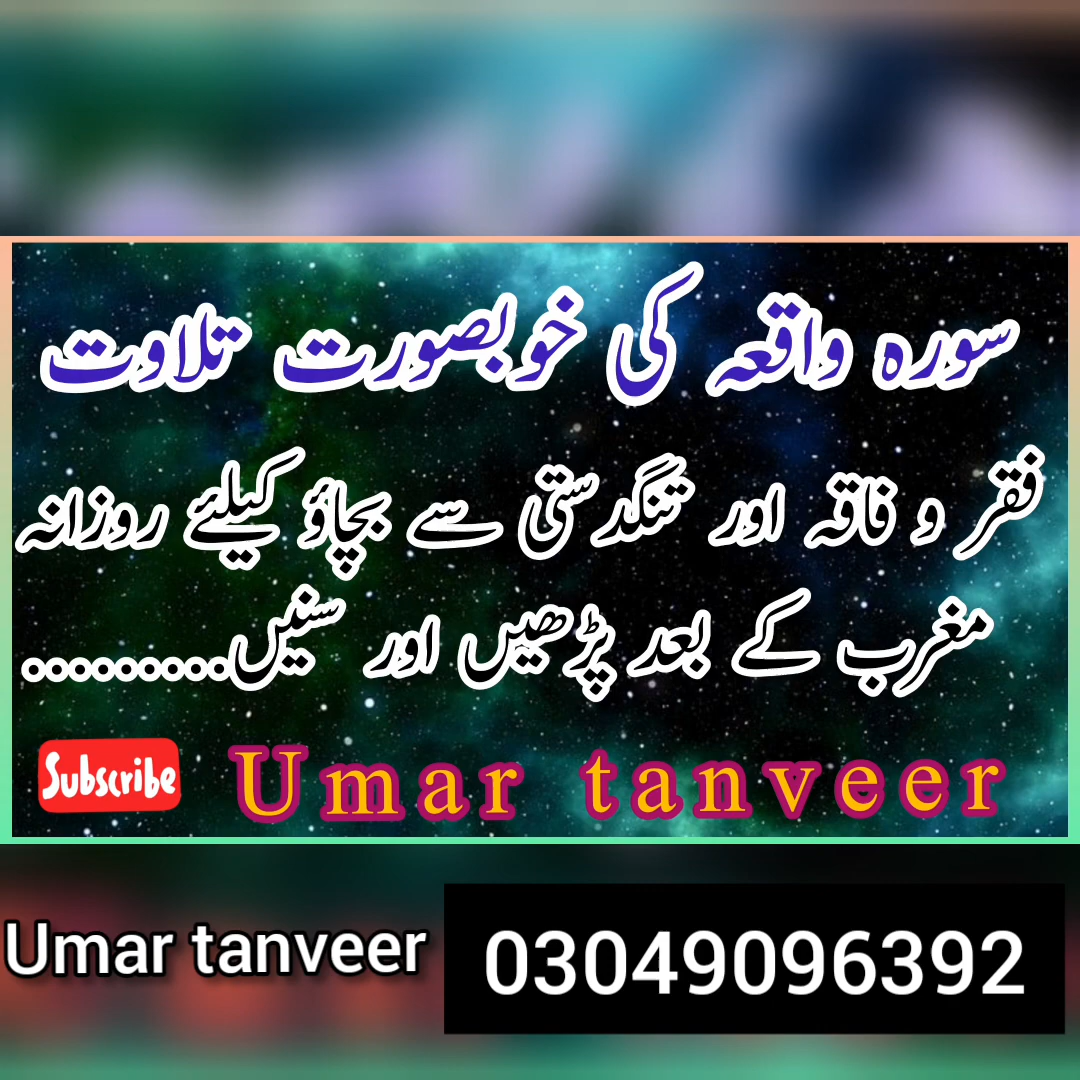 سورہ واقعہ کی خوبصورت تلاوت
فقر و فاقہ اور تنگدستی سے بچاؤ کیلئے روزانہ
مغرب کے بعد پڑھیں اور سنیں.........
Subscribe Umar tanveer
Umar tanveer 03049096392